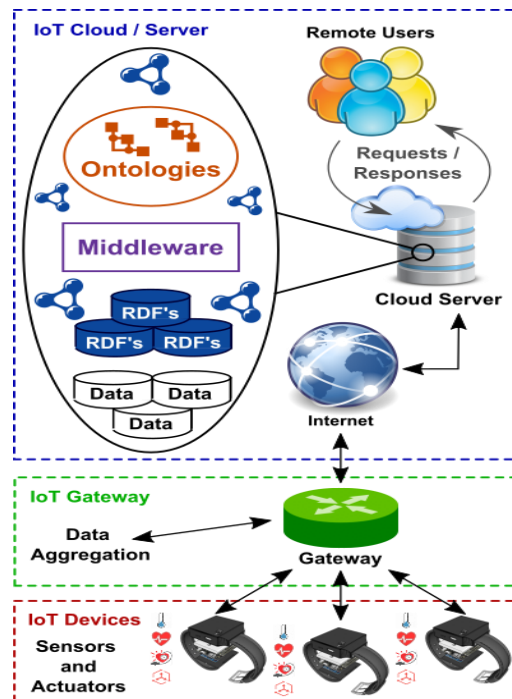 IoT Cloud / Server
Remote Users
Ontologies
Requests /
Responses
Middleware
Cloud Server
RDF's
RDF's RDF's
Data Data
Data
Internet
IoT Gateway
Data
Aggregation
Gateway
IoT Devices
Sensors
and
Actuators